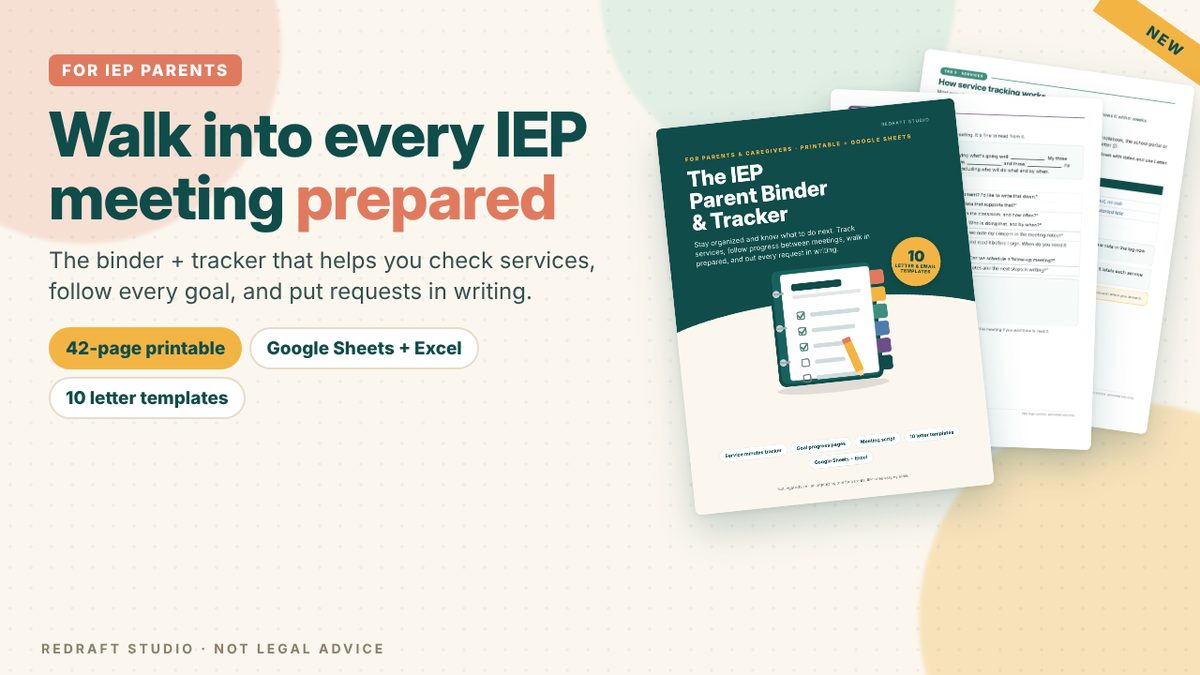 FOR IEP PARENTS
Walk into every IEP
meeting prepared
The binder + tracker that helps you check services,
follow every goal, and put requests in writing.
42-page printable
Google Sheets + Excel
10 letter templates
REDRAFT STUDIO · NOT LEGAL ADVICE
NEW
REDRAFT STUDIO
FOR PARENTS & CAREGIVERS · PRINTABLE + GOOGLE SHEETS
The IEP
Parent Binder
& Tracker
Stay organized and know what to do next. Track
services, follow progress between meetings, walk in
prepared, and put every request in writing.
10
LETTER & EMAIL
TEMPLATES
Service minutes tracker
Goal progress pages
Meeting script
10 letter templates
Google Sheets + Excel
How service tracking works